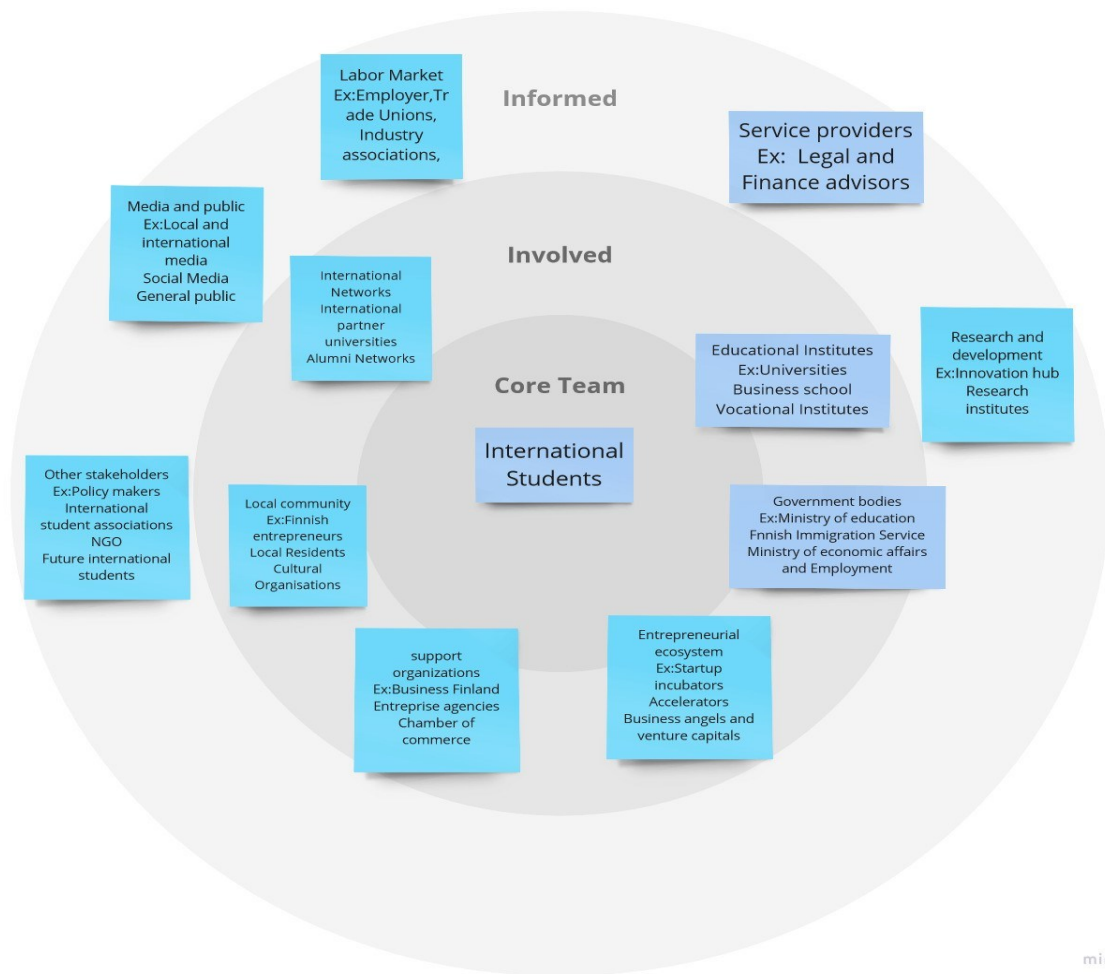 Informed
Labor Market
Ex:Employer,Tr
ade Unions,
Industry
associations,
Service providers
Ex: Legal and
Finance advisors
Media and public
Ex:Local and
international
media
Social Media
General public
Involved
International
Networks
International
partner
universities
Alumni Networks
Educational Institutes
Ex:Universities
Business school
Vocational Institutes
Research and
development
Ex:Innovation hub
Research
institutes
Core Team
International
Students
Other stakeholders
Ex:Policy makers
International
student associations
NGO
Future international
students
Local community
Ex:Finnish
entrepreneurs
Local Residents
Cultural
Organisations
Government bodies
Ex:Ministry of education
Fnnish Immigration Service
Ministry of economic affairs
and Employment
support
organizations
Ex:Business Finland
Entreprise agencies
Chamber of
commerce
Entrepreneurial
ecosystem
Ex:Startup
incubators
Accelerators
Business angels and
venture capitals